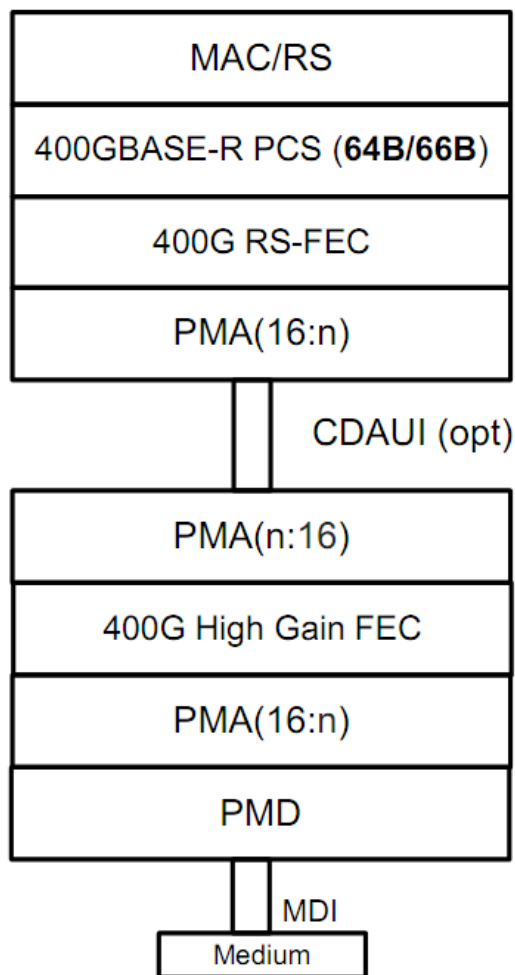 MAC/RS
400GBASE-R PCS (64B/66B)
400G RS-FEC
PMA(16:n)
CDAUI (opt)
PMA(n:16)
400G High Gain FEC
PMA(16:n)
PMD
MDI
Medium